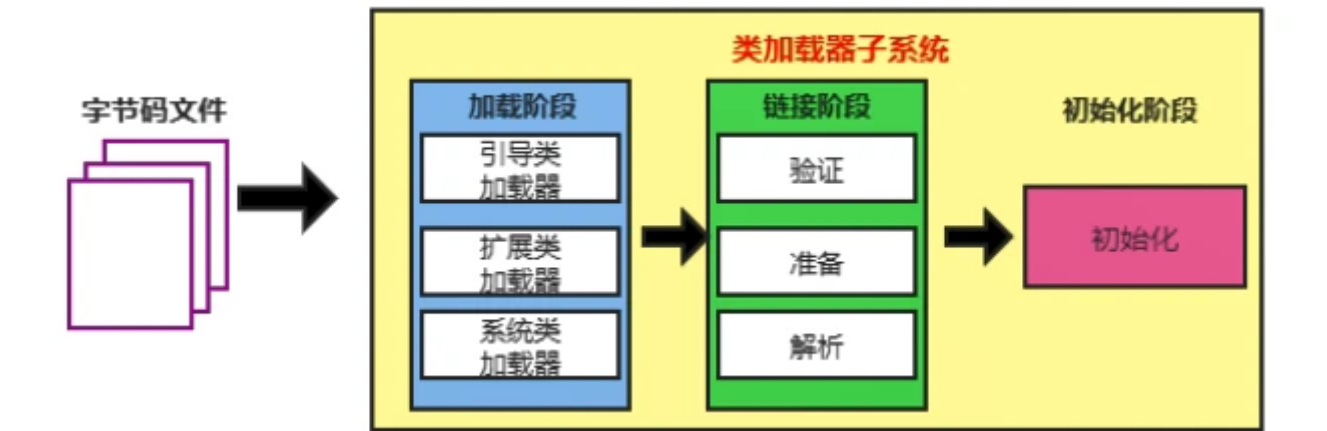 类加载器子系统
字节码文件
加载阶段
引导类
加载器
扩展类
加载器
系统类
加载器
链接阶段
验证
准备
解析
初始化阶段
初始化